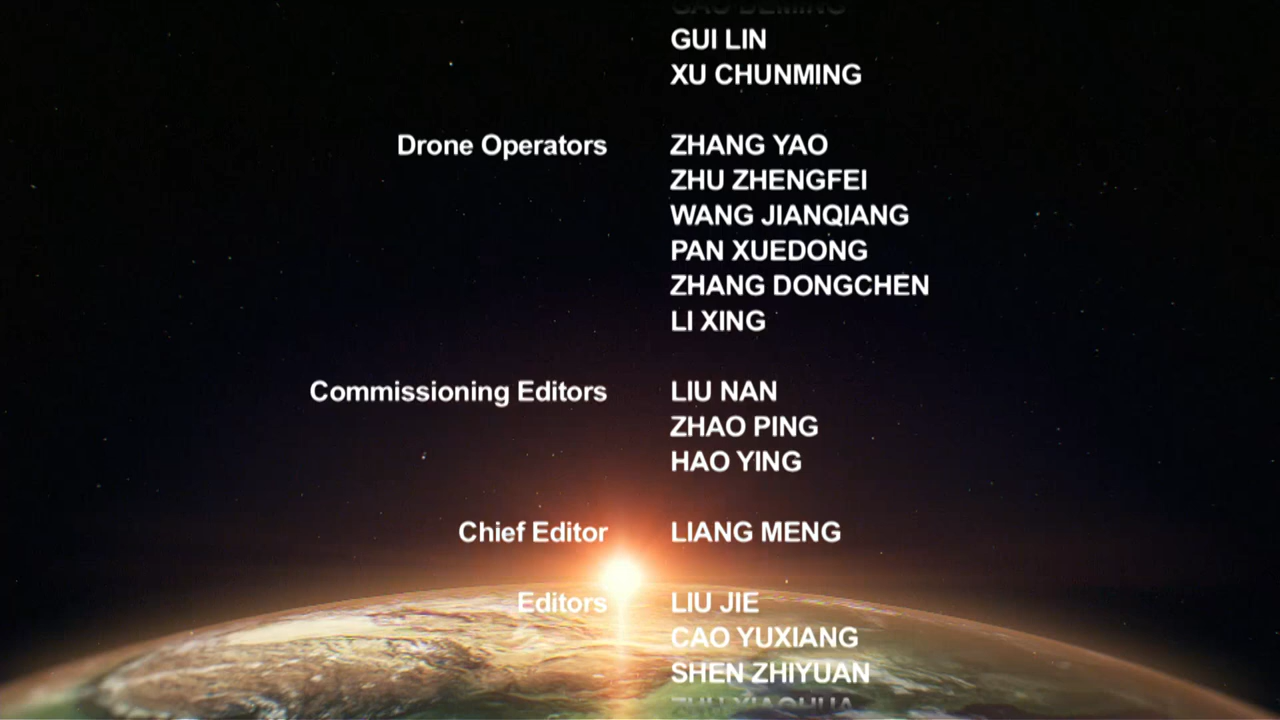 GUI LIN
XU CHUNMING
Drone Operators ZHANG YAO
ZHU ZHENGFEI
WANG JIANQIANG
PAN XUEDONG
ZHANG DONGCHEN
LI XING
Commissioning Editors LIU NAN
ZHAO PING
HAO YING
Chief Editor LIANG MENG
Editors LIU JIE
CAO YUXIANG
SHEN ZHIYUAN